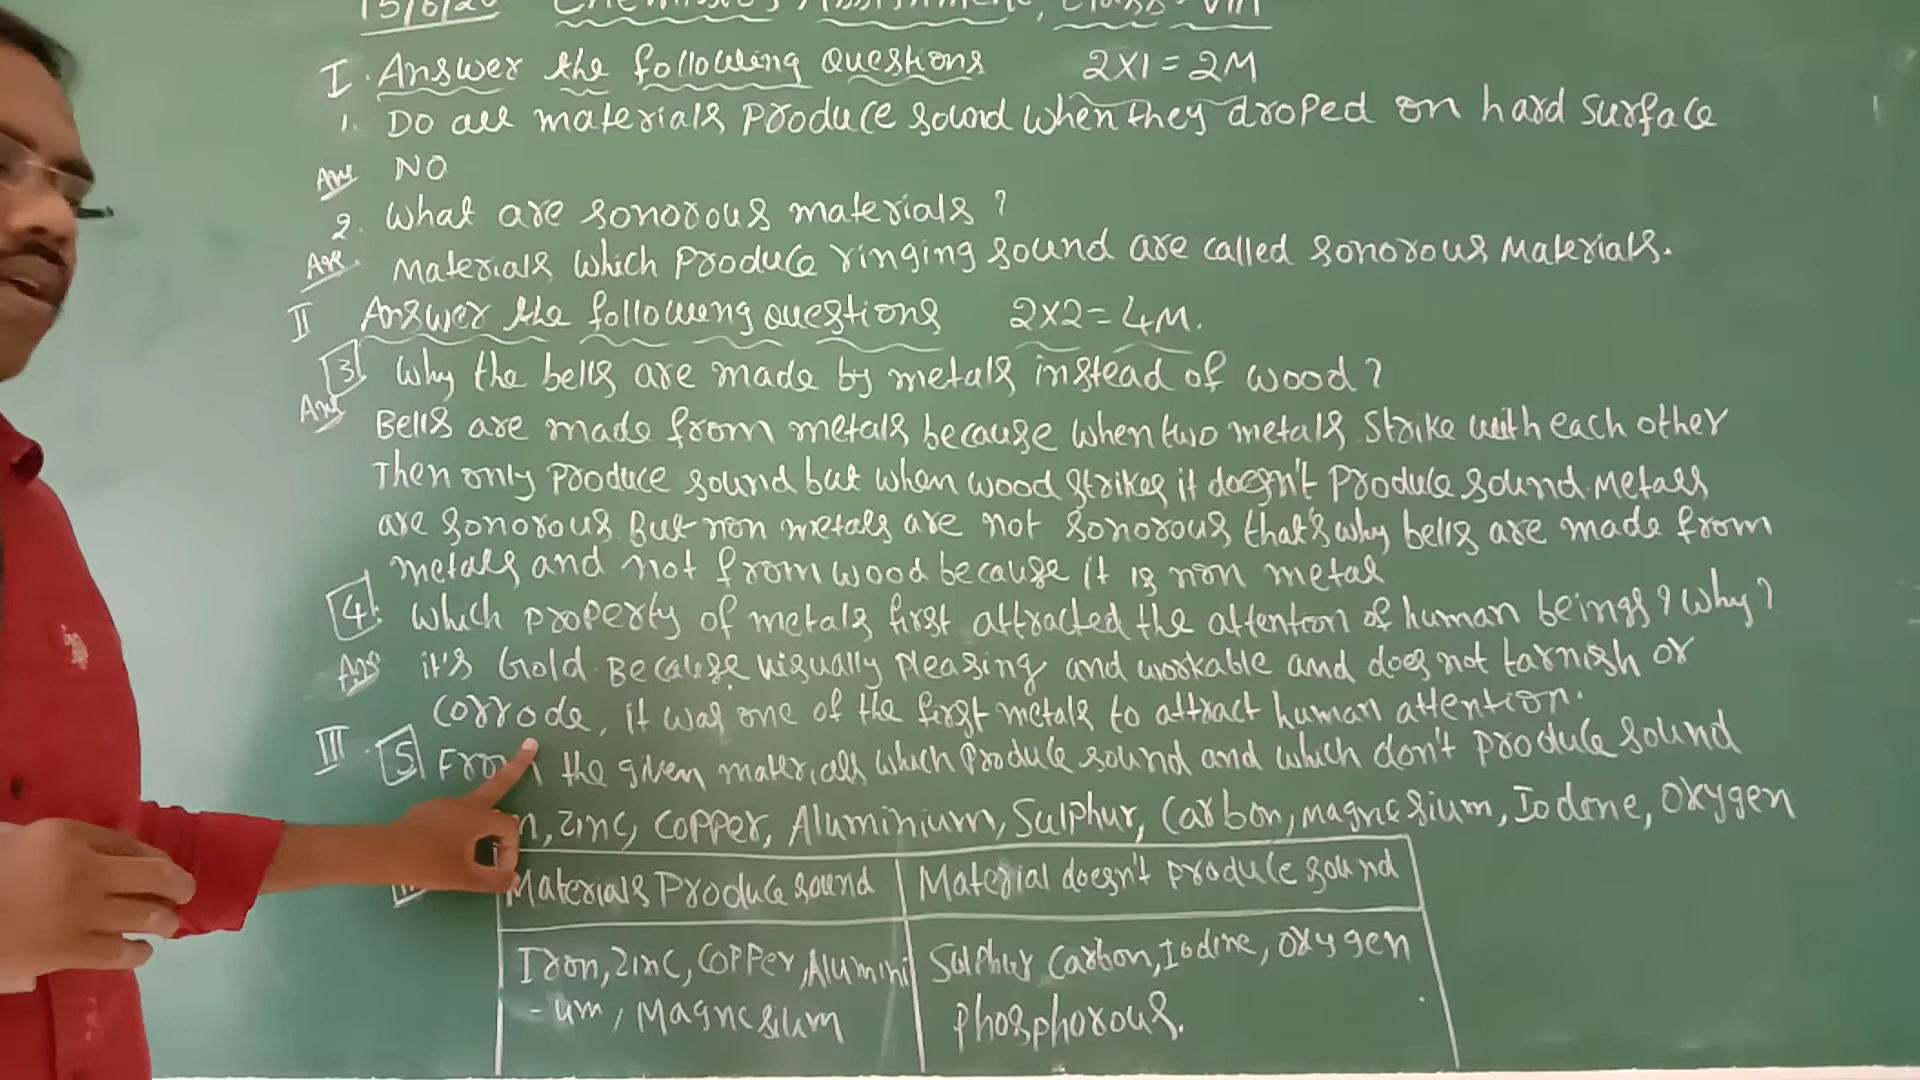 15/6/20 Chemistry Assignment, Class-VIII
I. Answer the following Questions 2X1=2M
1. Do all materials produce sound when they droped on hard surface
Ans NO
2. What are sonorous materials?
Ans. Materials which produce ringing sound are called sonorous Materials.
II Answer the following questions 2x2=4M.
3 Why the bells are made by metals instead of wood?
Ans Bells are made from metals because when two metals strike with each other
Then only produce sound but when wood strikes it doesn't produce sound. Metals
are sonorous. But non metals are not sonorous that's why bells are made from
metals and not from wood because it is non metal
4. Which property of metals first attracted the attention of human beings? Why?
Ans it's Gold. Because visually pleasing and workable and does not tarnish or
corrode, it was one of the first metals to attract human attention.
III. 5 From the given materials which produce sound and which don't produce sound
n, zinc, copper, Aluminium, Sulphur, Carbon, magnesium, Iodine, Oxygen
Materials Produce sound Material doesn't produce sound
Iron, Zinc, Copper, Alumini Sulphur Carbon, Iodine, Oxygen
-um, Magnesium Phosphorous.